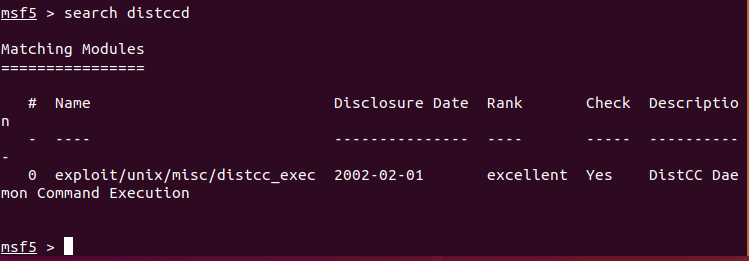 msf5 > search distccd
Matching Modules
================
   #  Name                            Disclosure Date  Rank       Check  Descriptio
n
   -  ----                            ---------------  ----       -----  ----------
-
   0  exploit/unix/misc/distcc_exec  2002-02-01       excellent  Yes    DistCC Dae
mon Command Execution
msf5 >